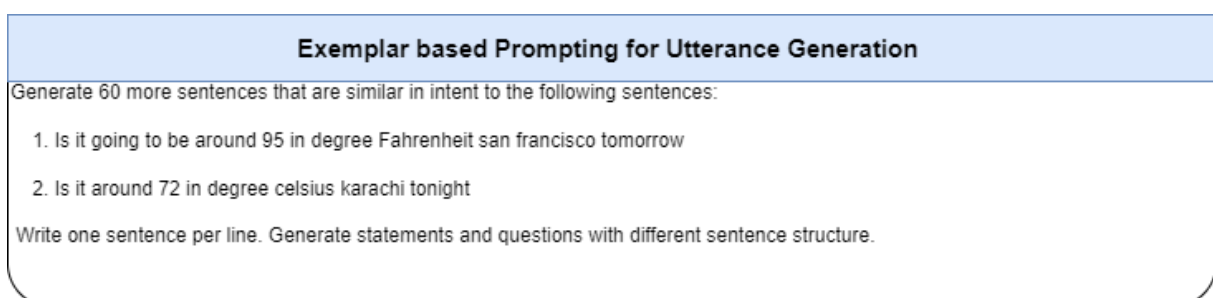 Exemplar based Prompting for Utterance Generation
Generate 60 more sentences that are similar in intent to the following sentences:
1. Is it going to be around 95 in degree Fahrenheit san francisco tomorrow
2. Is it around 72 in degree celsius karachi tonight
Write one sentence per line. Generate statements and questions with different sentence structure.